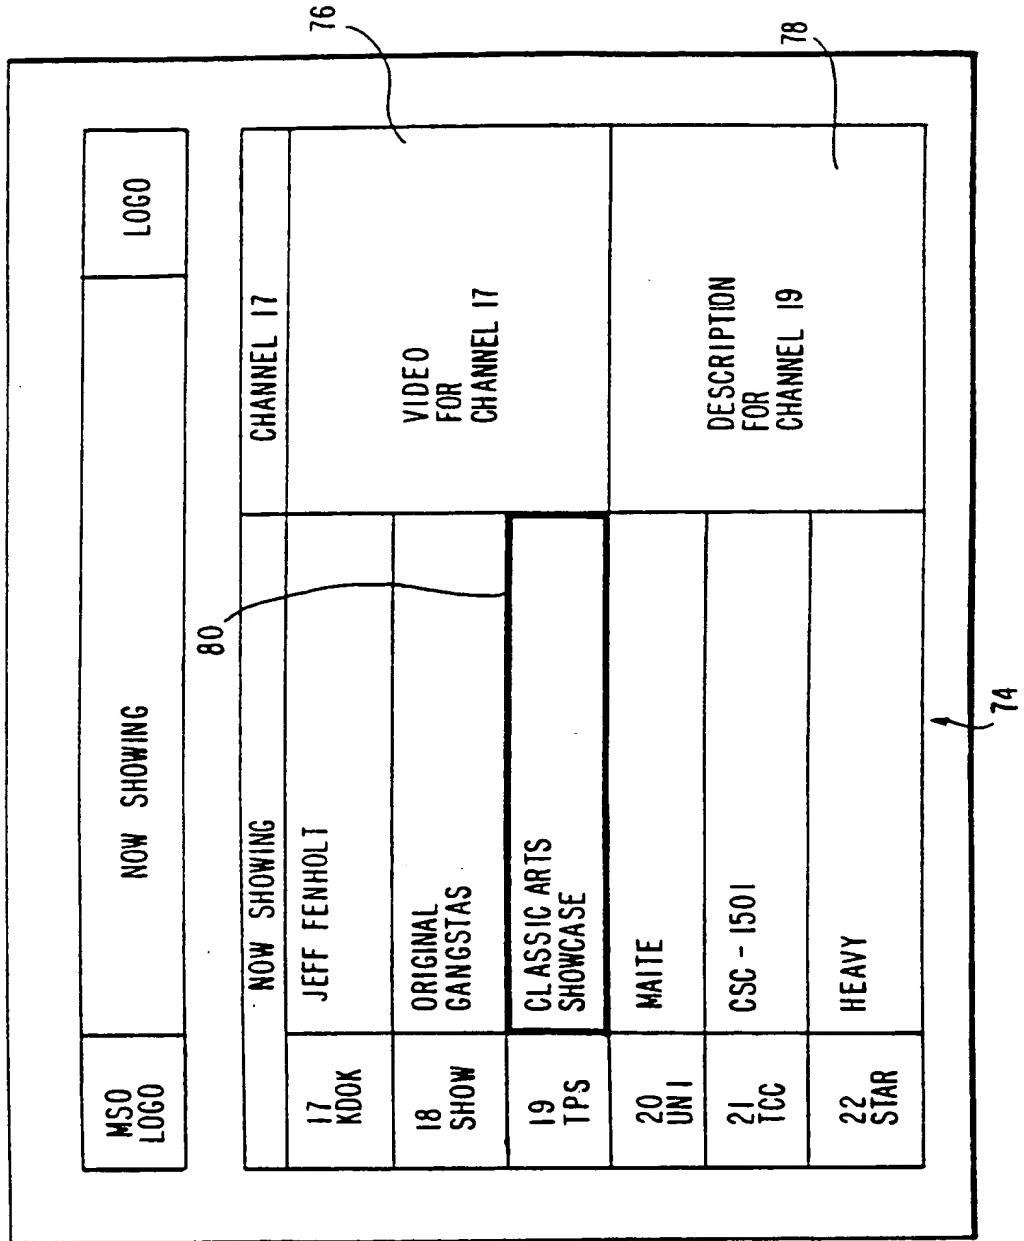 MSO
LOGO
NOW SHOWING
LOGO
NOW SHOWING
CHANNEL 17
17
KDOK
JEFF FENHOLT
18
SHOW
ORIGINAL
GANGSTAS
19
TPS
CLASSIC ARTS
SHOWCASE
20
UNI
MAITE
21
TCC
CSC - 1501
22
STAR
HEAVY
VIDEO
FOR
CHANNEL 17
DESCRIPTION
FOR
CHANNEL 19
80
76
78
74